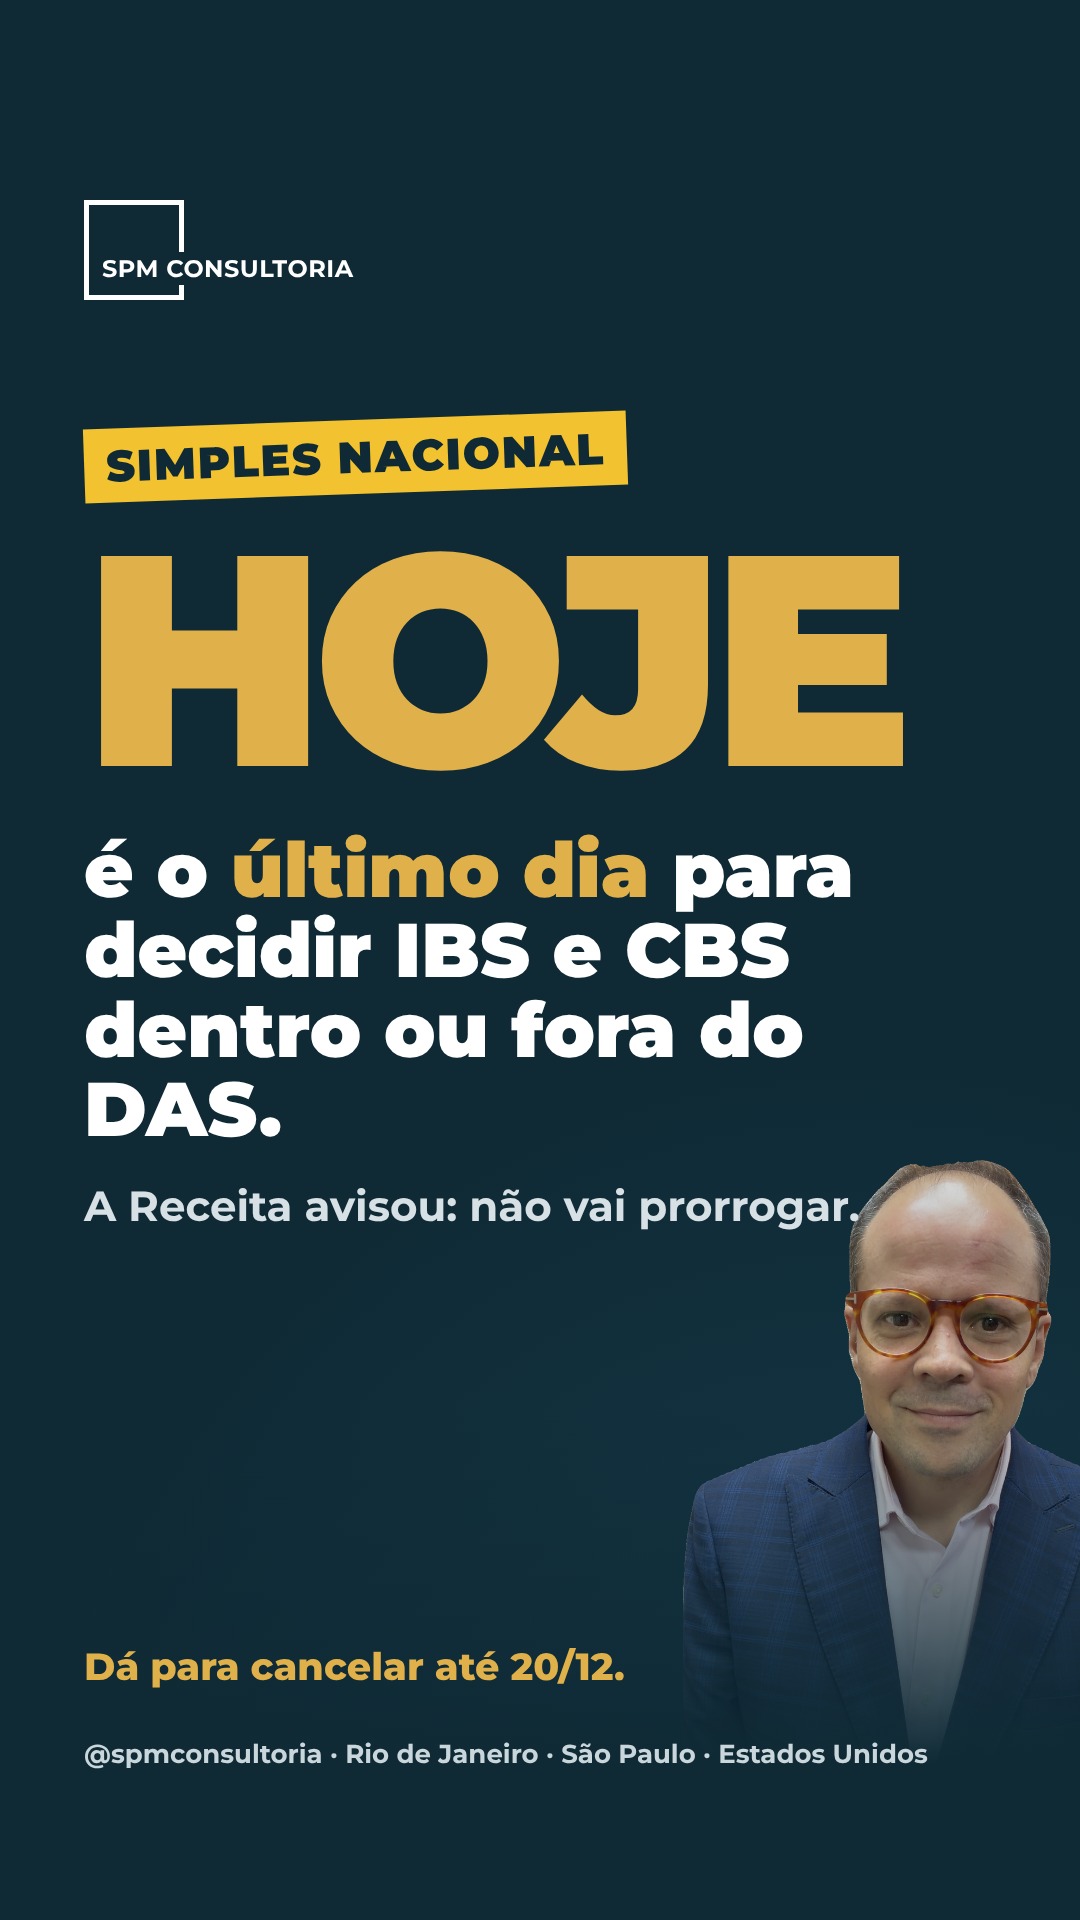 SPM CONSULTORIA
SIMPLES NACIONAL
HOJE
é o último dia para
decidir IBS e CBS
dentro ou fora do
DAS.
A Receita avisou: não vai prorrogar.
Dá para cancelar até 20/12.
@spmconsultoria · Rio de Janeiro · São Paulo · Estados Unidos